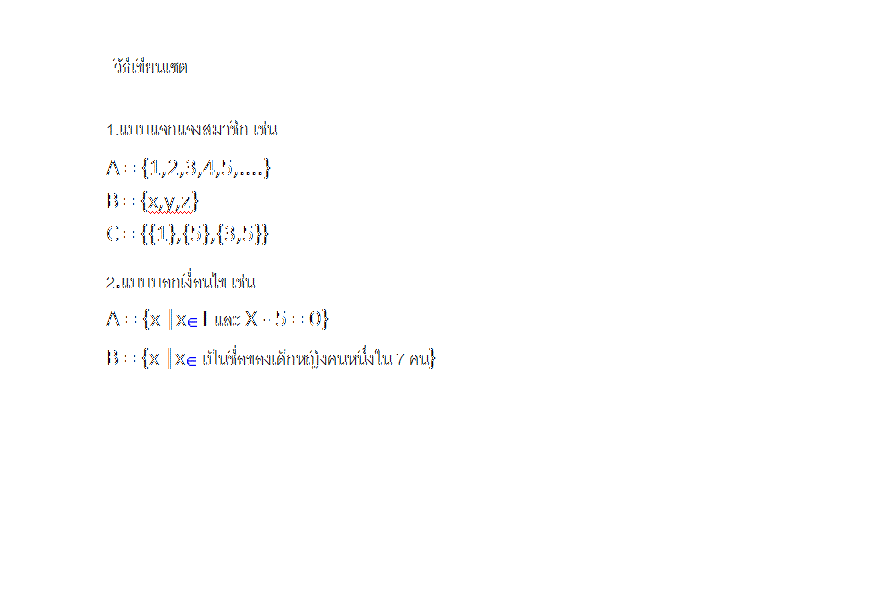 วิธีเขียนเซต
1.แบบแจกแจงสมาชิก เช่น
A = {1,2,3,4,5,....}
B = {x,y,z}
C = {{1},{5},{3,5}}
2.แบบบอกเงื่อนไข เช่น
A = {x |x∈ I และ X - 5 = 0}
B = {x |x∈ เป็นชื่อของเด็กหญิงคนหนึ่งใน 7 คน}